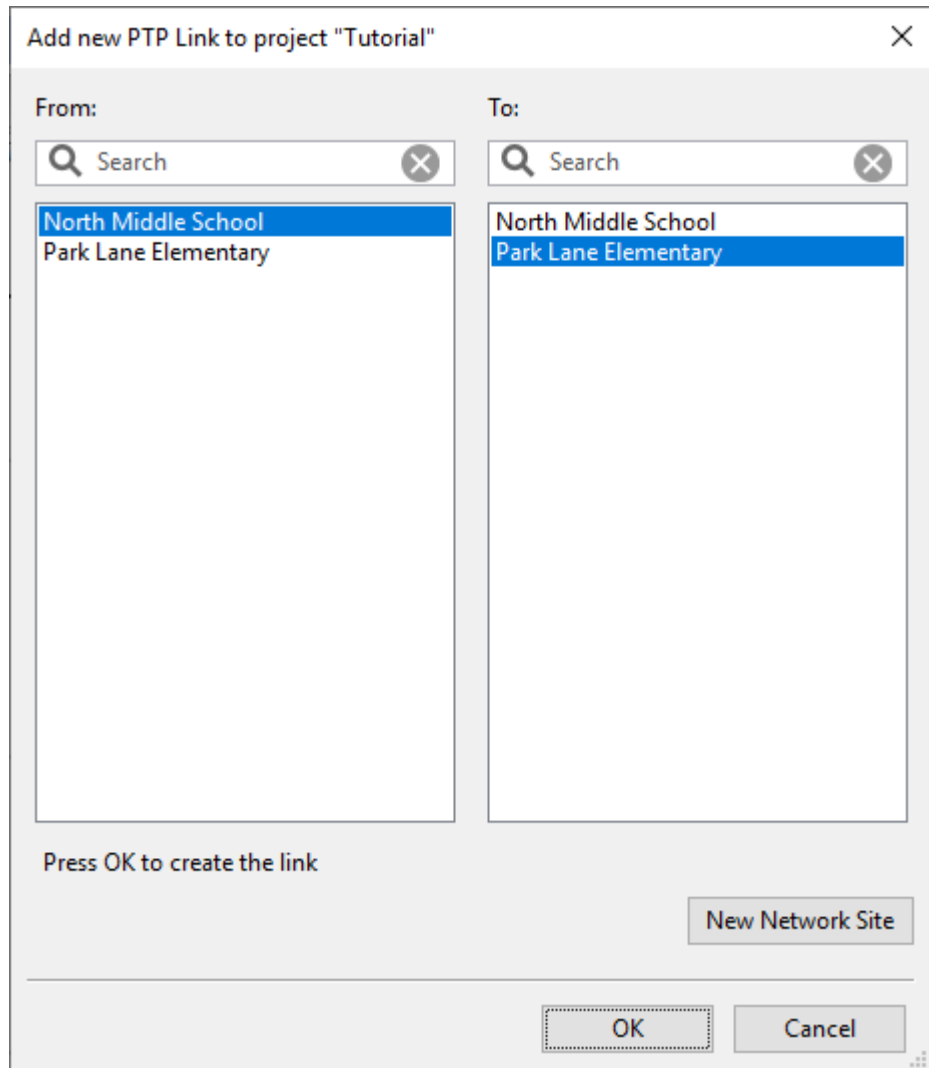 Add new PTP Link to project "Tutorial"
From:
To:
Search
Search
North Middle School
Park Lane Elementary
North Middle School
Park Lane Elementary
Press OK to create the link
New Network Site
OK
Cancel